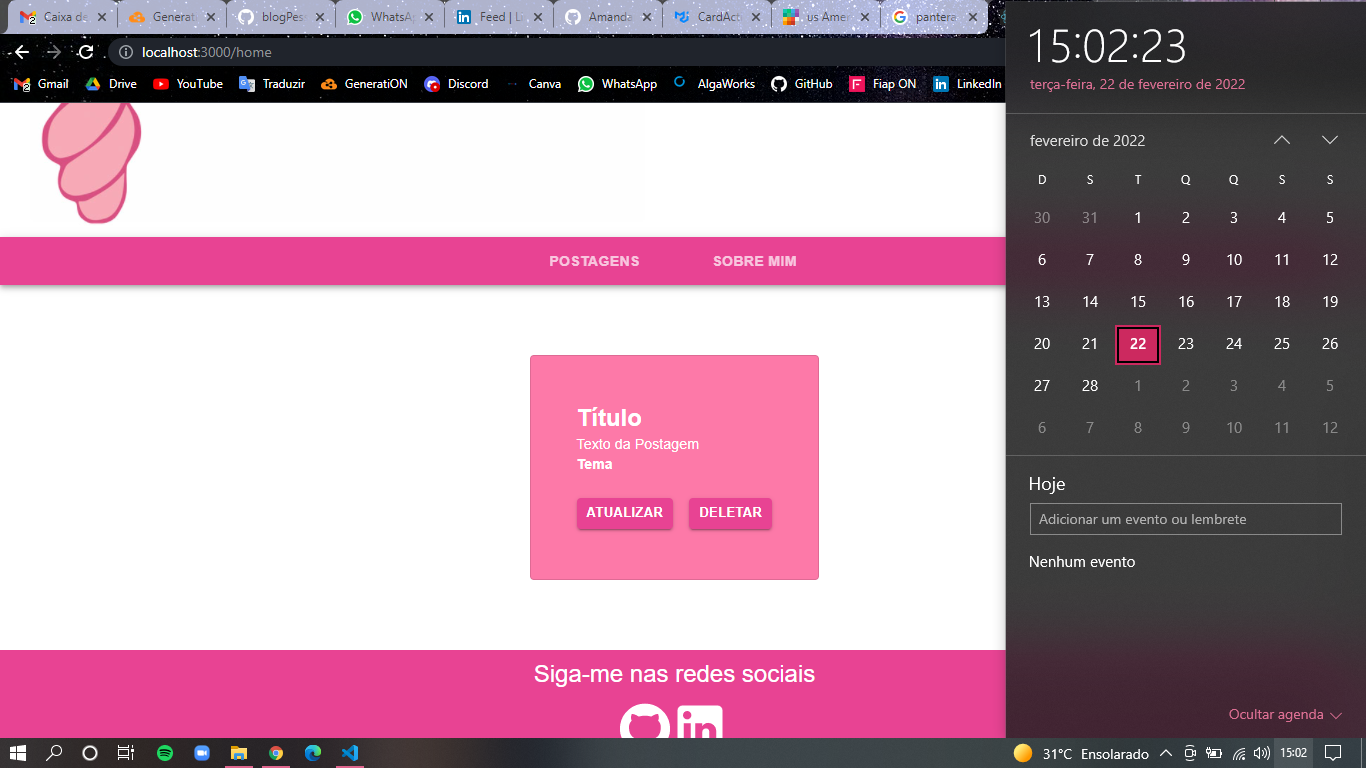 Caixa de
Generat
blogPes
WhatsA
Feed | L
Amanda
CardAct
us Amer
pantera
localhost:3000/home
2 Gmail
Drive
YouTube
Traduzir
GeneratiON
Discord
Canva
WhatsApp
AlgaWorks
GitHub
Fiap ON
LinkedIn
POSTAGENS
SOBRE MIM
Título
Texto da Postagem
Tema
ATUALIZAR
DELETAR
Siga-me nas redes sociais
15:02:23
terça-feira, 22 de fevereiro de 2022
fevereiro de 2022
D S T Q Q S S
30 31 1 2 3 4 5
6 7 8 9 10 11 12
13 14 15 16 17 18 19
20 21 22 23 24 25 26
27 28 1 2 3 4 5
6 7 8 9 10 11 12
Hoje
Adicionar um evento ou lembrete
Nenhum evento
Ocultar agenda
31°C Ensolarado
15:02